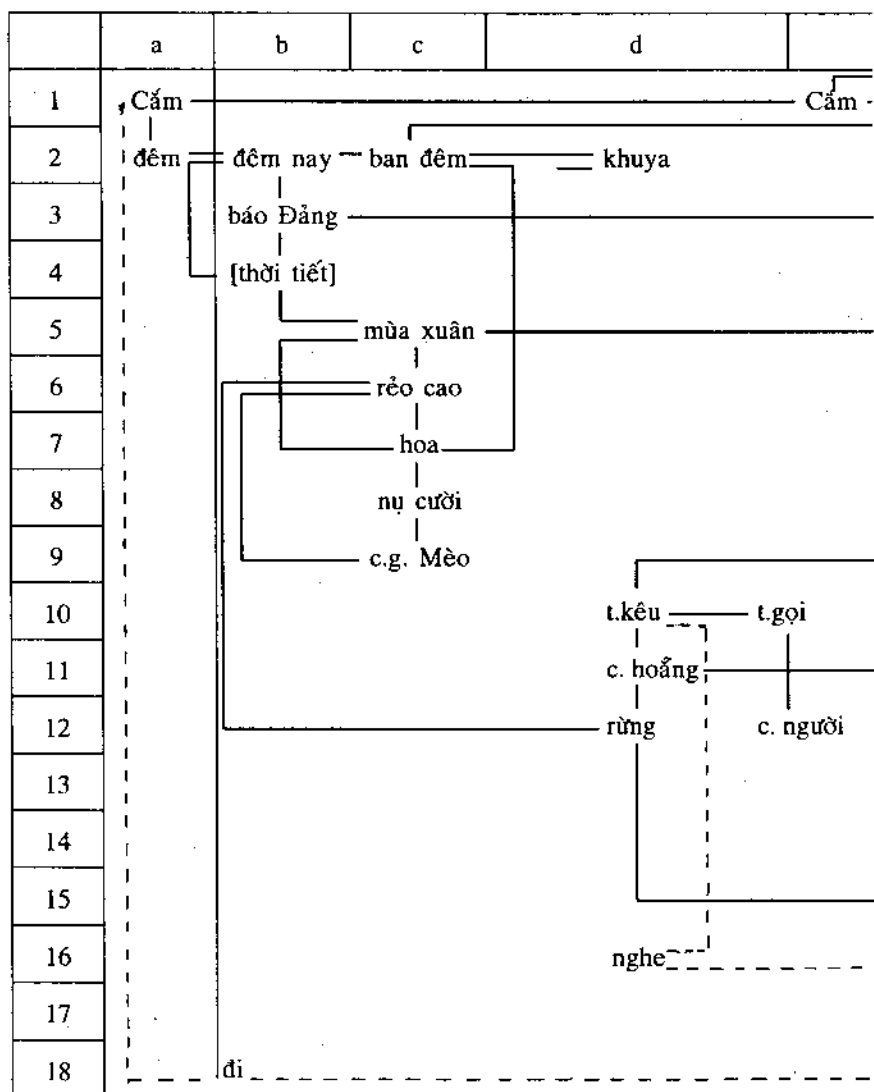 a b c d
1 Cắm Cắm
2 đêm đêm nay ban đêm khuya
3 báo Đảng
4 [thời tiết]
5 mùa xuân
6 rẻo cao
7 hoa
8 nụ cười
9 c.g. Mèo
10 t.kêu t.gọi
11 c. hoẵng
12 rừng c. người
13
14
15
16 nghe
17
18 đi